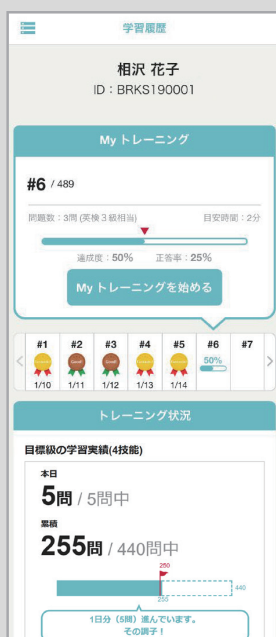 学習履歴
相沢 花子
ID：BRKS190001
My トレーニング
#6 / 489
問題数：3問 (英検３級相当) 目安時間：2分
達成度：50% 正答率：25%
My トレーニングを始める
#1 #2 #3 #4 #5 #6 #7
50%
1/10 1/11 1/12 1/13 1/14
トレーニング状況
目標級の学習実績(4技能)
本日
5問 / 5問中
累積
255問 / 440問中
250
440
255
1日分（5問）進んでいます。
その調子！